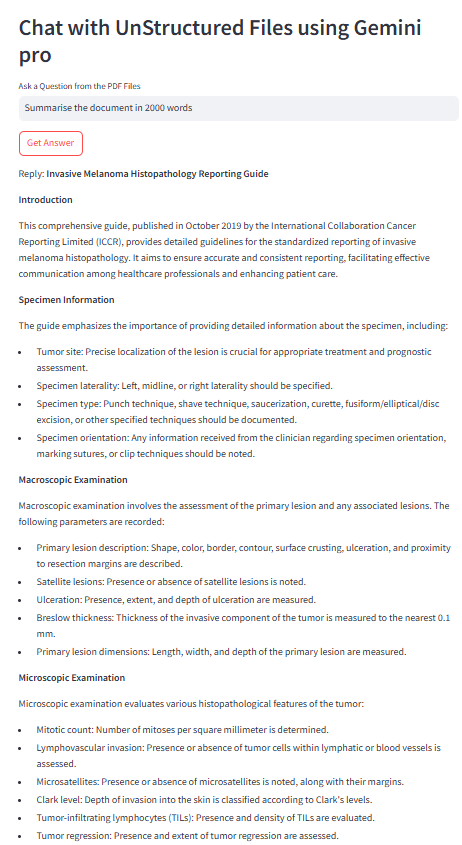 Chat with UnStructured Files using Gemini
pro
Ask a Question from the PDF Files
Summarise the document in 2000 words
Get Answer
Reply: Invasive Melanoma Histopathology Reporting Guide
Introduction
This comprehensive guide, published in October 2019 by the International Collaboration Cancer
Reporting Limited (ICCR), provides detailed guidelines for the standardized reporting of invasive
melanoma histopathology. It aims to ensure accurate and consistent reporting, facilitating effective
communication among healthcare professionals and enhancing patient care.
Specimen Information
The guide emphasizes the importance of providing detailed information about the specimen, including:
• Tumor site: Precise localization of the lesion is crucial for appropriate treatment and prognostic
assessment.
• Specimen laterality: Left, midline, or right laterality should be specified.
• Specimen type: Punch technique, shave technique, saucerization, curette, fusiform/elliptical/disc
excision, or other specified techniques should be documented.
• Specimen orientation: Any information received from the clinician regarding specimen orientation,
marking sutures, or clip techniques should be noted.
Macroscopic Examination
Macroscopic examination involves the assessment of the primary lesion and any associated lesions. The
following parameters are recorded:
• Primary lesion description: Shape, color, border, contour, surface crusting, ulceration, and proximity
to resection margins are described.
• Satellite lesions: Presence or absence of satellite lesions is noted.
• Ulceration: Presence, extent, and depth of ulceration are measured.
• Breslow thickness: Thickness of the invasive component of the tumor is measured to the nearest 0.1
mm.
• Primary lesion dimensions: Length, width, and depth of the primary lesion are measured.
Microscopic Examination
Microscopic examination evaluates various histopathological features of the tumor:
• Mitotic count: Number of mitoses per square millimeter is determined.
• Lymphovascular invasion: Presence or absence of tumor cells within lymphatic or blood vessels is
assessed.
• Microsatellites: Presence or absence of microsatellites is noted, along with their margins.
• Clark level: Depth of invasion into the skin is classified according to Clark's levels.
• Tumor-infiltrating lymphocytes (TILs): Presence and density of TILs are evaluated.
• Tumor regression: Presence and extent of tumor regression are assessed.